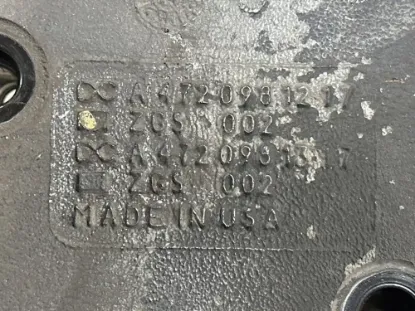 A 472 098 12 17
ZGS 002
A 472 098 13 17
ZGS 002
MADE IN USA